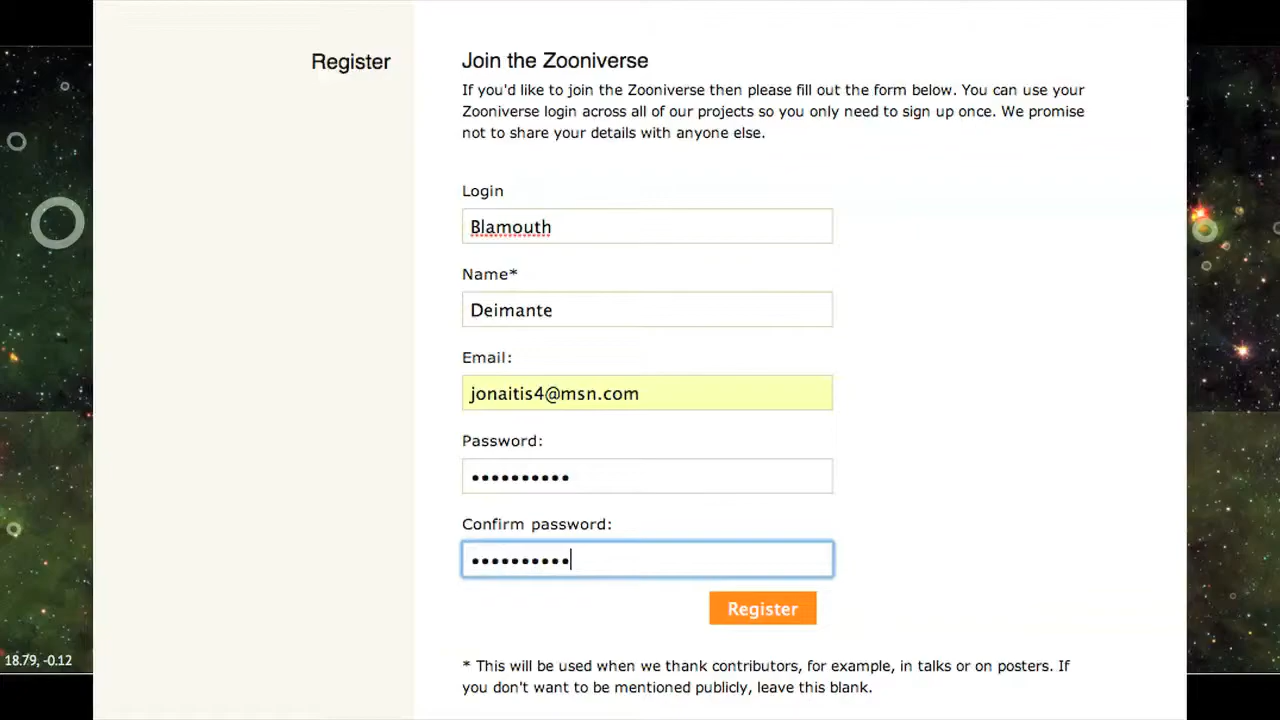 Register
Join the Zooniverse
If you'd like to join the Zooniverse then please fill out the form below. You can use your
Zooniverse login across all of our projects so you only need to sign up once. We promise
not to share your details with anyone else.
Login
Blamouth
Name*
Deimante
Email:
jonaitis4@msn.com
Password:
••••••••••
Confirm password:
••••••••••
Register
18.79, -0.12
* This will be used when we thank contributors, for example, in talks or on posters. If
you don't want to be mentioned publicly, leave this blank.